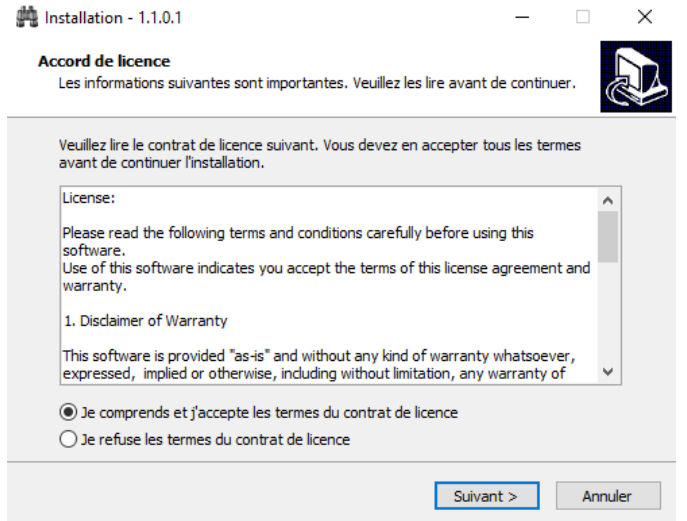 Installation - 1.1.0.1
Accord de licence
Les informations suivantes sont importantes. Veuillez les lire avant de continuer.
Veuillez lire le contrat de licence suivant. Vous devez en accepter tous les termes
avant de continuer l'installation.
License:
Please read the following terms and conditions carefully before using this
software.
Use of this software indicates you accept the terms of this license agreement and
warranty.
1. Disclaimer of Warranty
This software is provided "as-is" and without any kind of warranty whatsoever,
expressed, implied or otherwise, including without limitation, any warranty of
Je comprends et j'accepte les termes du contrat de licence
Je refuse les termes du contrat de licence
Suivant > Annuler